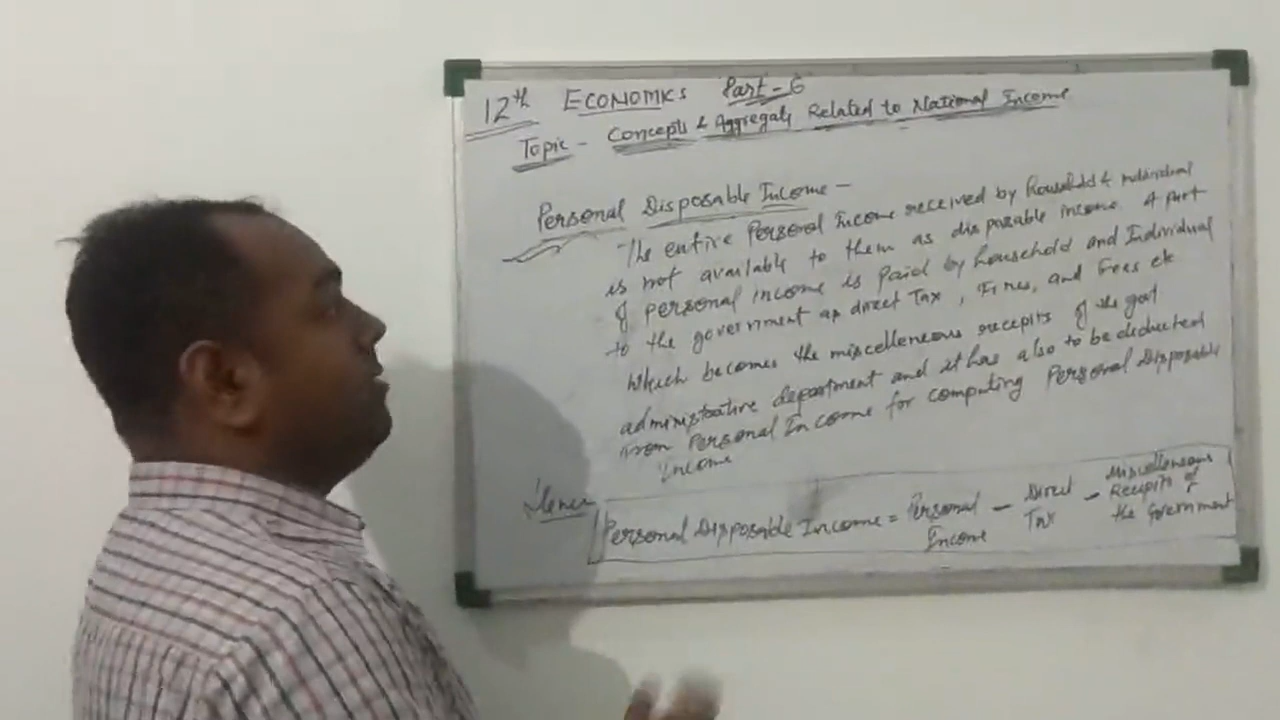 12th ECONOMICS Part-6
Topic - Concepts & Aggregates Related to National Income
Personal Disposable Income -
The entire Personal Income received by household & individual
is not available to them as disposable income. A part
of personal income is paid by household and Individual
to the government as direct Tax, Fines, and Fees etc
which becomes the miscellaneous receipts of the govt
administrative department and it has also to be deducted
from Personal Income for computing Personal Disposable
Income
Hence
Personal Disposable Income = Personal Income - Direct Tax - Miscellaneous Receipts of the Government